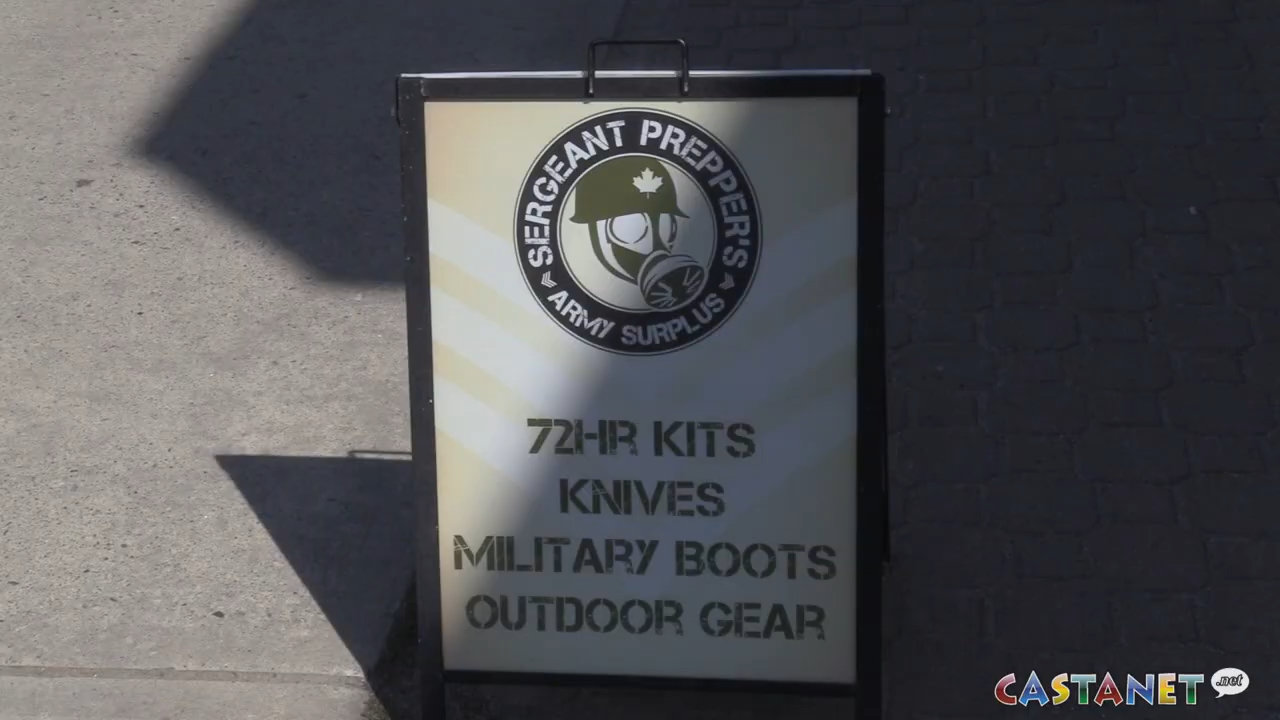 SERGEANT PREPPER'S
ARMY SURPLUS
72HR KITS
KNIVES
MILITARY BOOTS
OUTDOOR GEAR
CASTANET.net